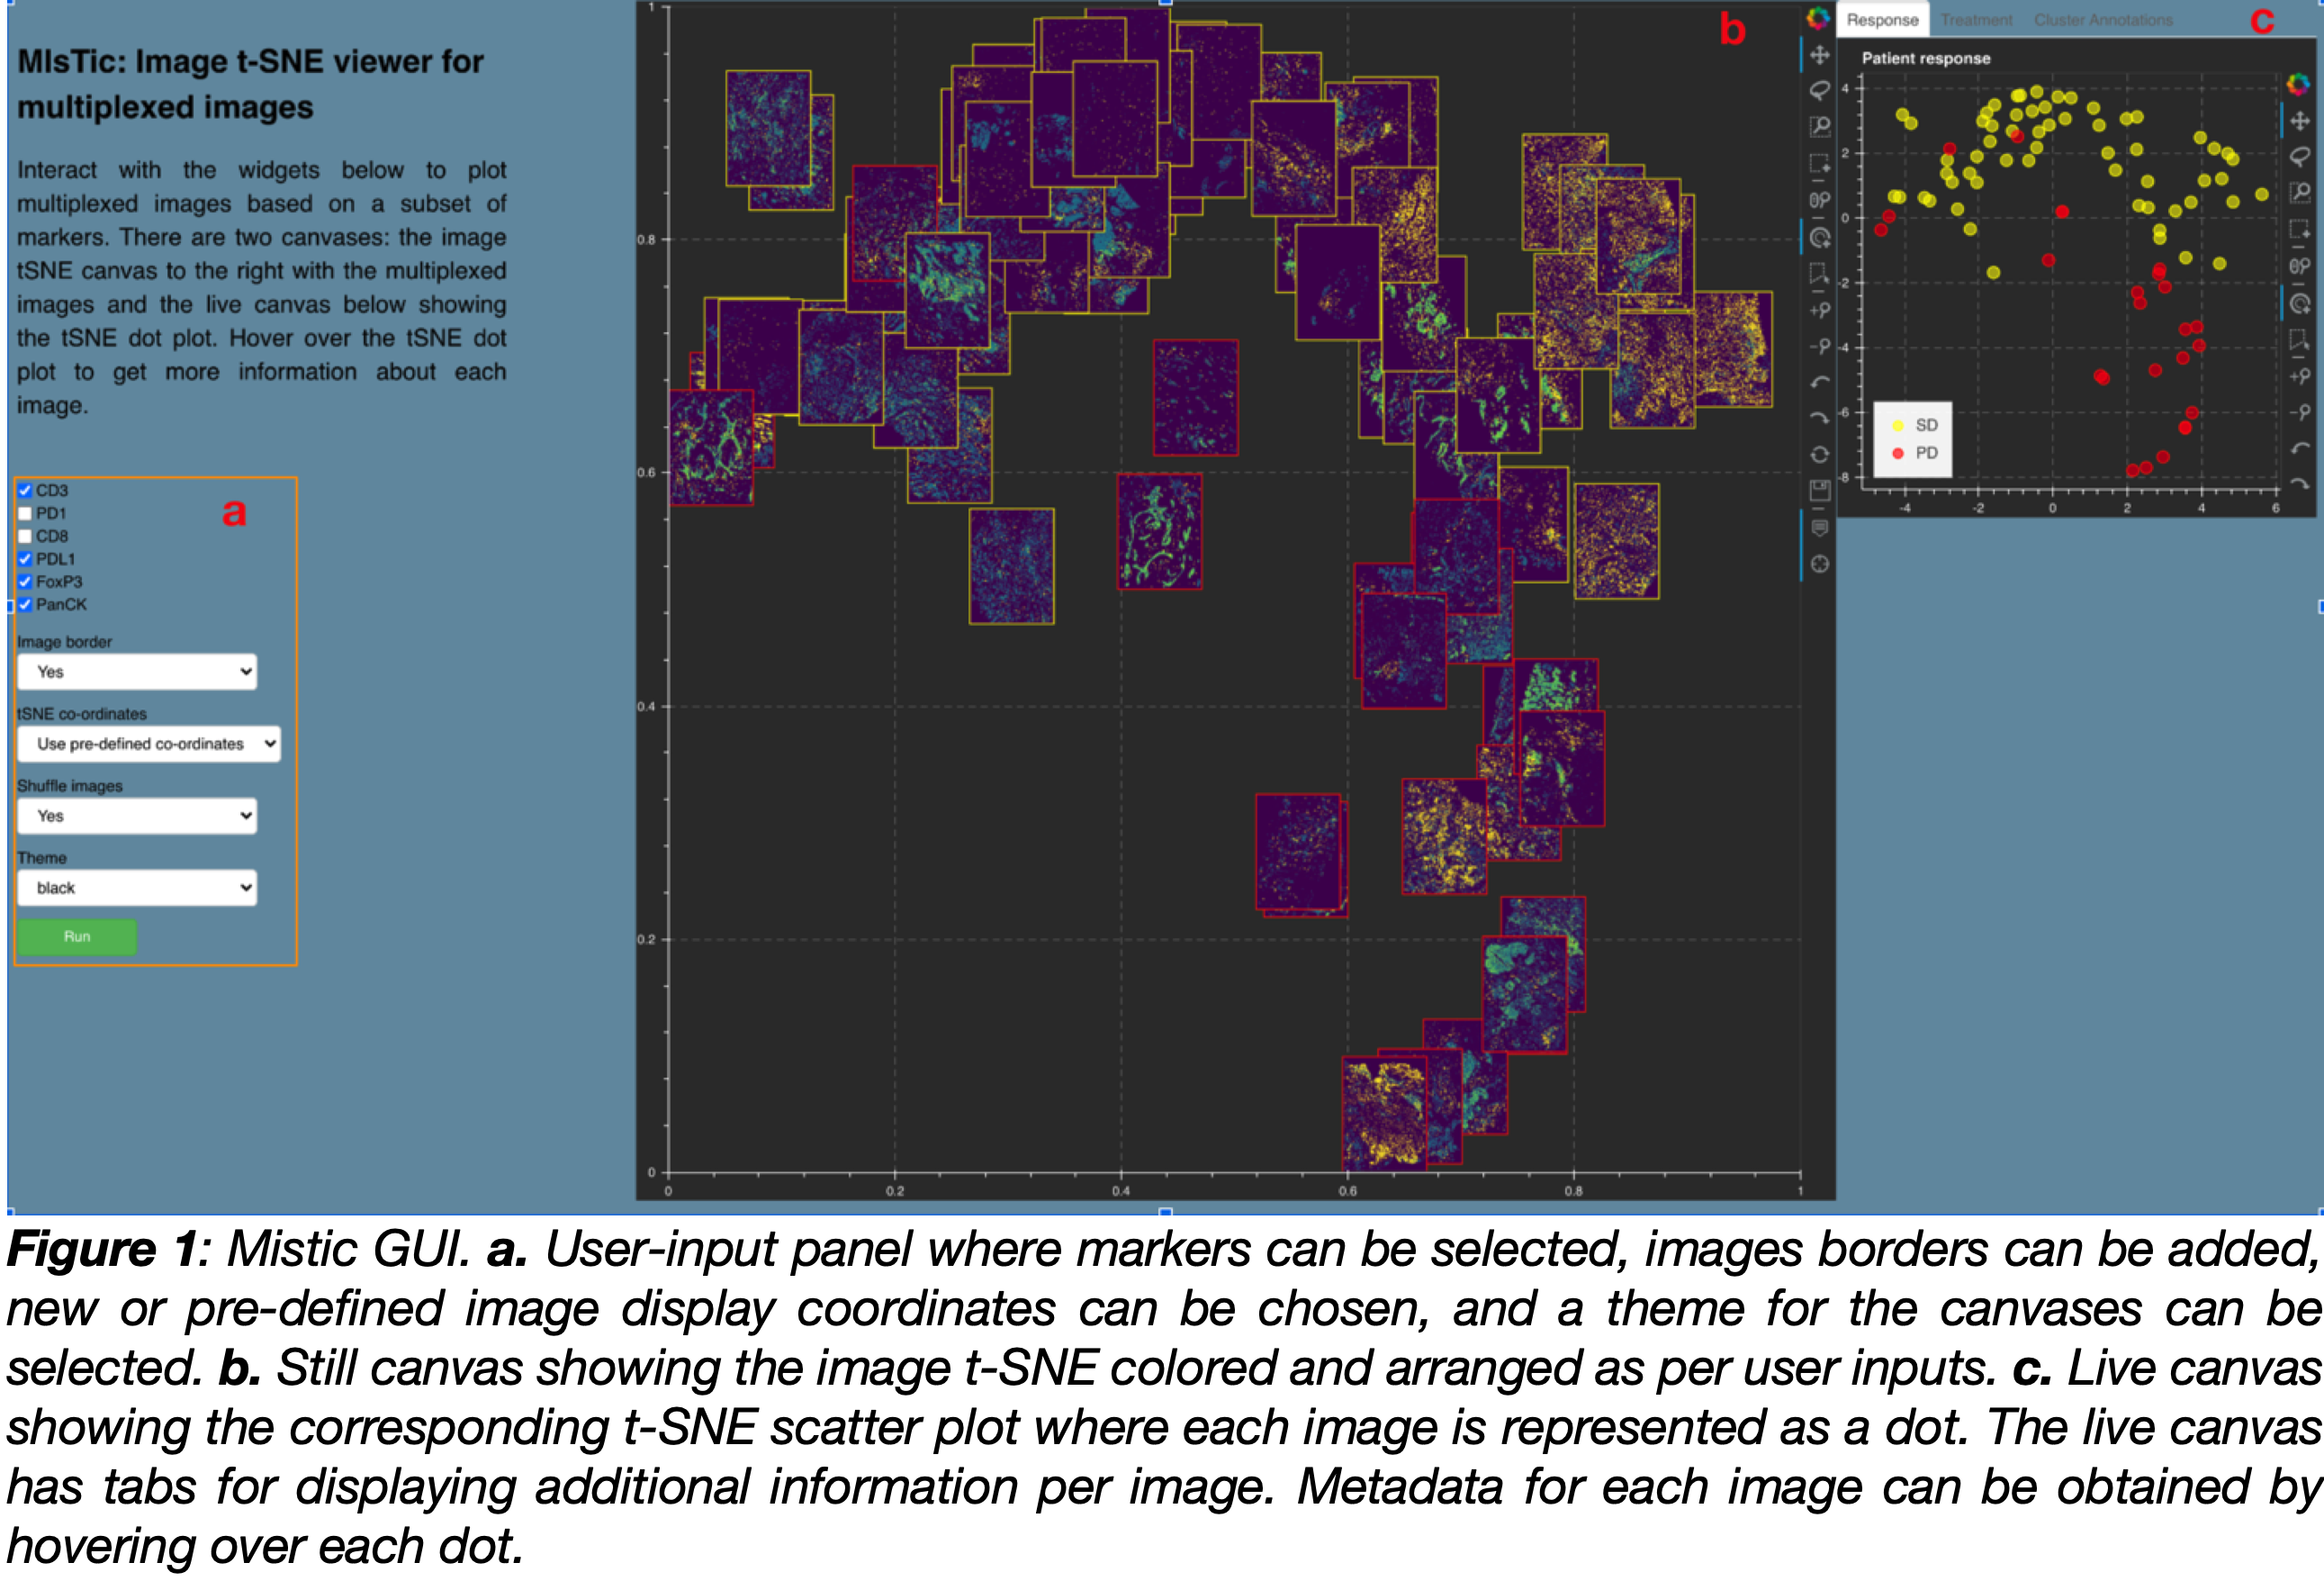 MIsTic: Image t-SNE viewer for
multiplexed images
Interact with the widgets below to plot
multiplexed images based on a subset of
markers. There are two canvases: the image
tSNE canvas to the right with the multiplexed
images and the live canvas below showing
the tSNE dot plot. Hover over the tSNE dot
plot to get more information about each
image.
a
CD3
PD1
CD8
PDL1
FoxP3
PanCK
Image border
Yes
tSNE co-ordinates
Use pre-defined co-ordinates
Shuffle images
Yes
Theme
black
Run
b
1
0.8
0.6
0.4
0.2
0
0 0.2 0.4 0.6 0.8 1
Response Treatment Cluster Annotations
c
Patient response
4
2
0
-2
-4
-6
-8
SD
PD
-4 -2 0 2 4 6
Figure 1: Mistic GUI. a. User-input panel where markers can be selected, images borders can be added,
new or pre-defined image display coordinates can be chosen, and a theme for the canvases can be
selected. b. Still canvas showing the image t-SNE colored and arranged as per user inputs. c. Live canvas
showing the corresponding t-SNE scatter plot where each image is represented as a dot. The live canvas
has tabs for displaying additional information per image. Metadata for each image can be obtained by
hovering over each dot.